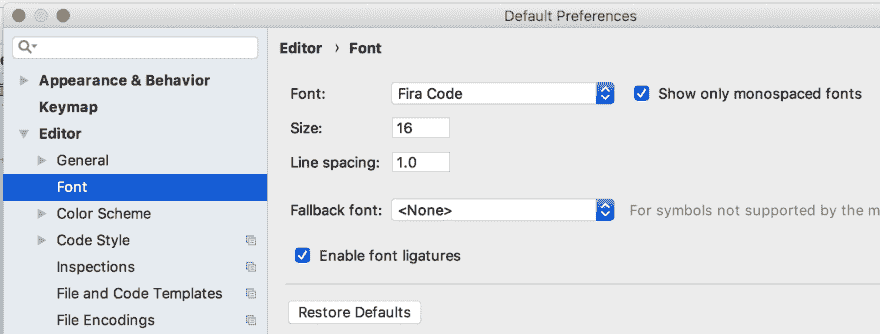 Default Preferences
Appearance & Behavior
Keymap
Editor
General
Font
Color Scheme
Code Style
Inspections
File and Code Templates
File Encodings
Editor › Font
Font: Fira Code Show only monospaced fonts
Size: 16
Line spacing: 1.0
Fallback font: <None> For symbols not supported by the m
Enable font ligatures
Restore Defaults